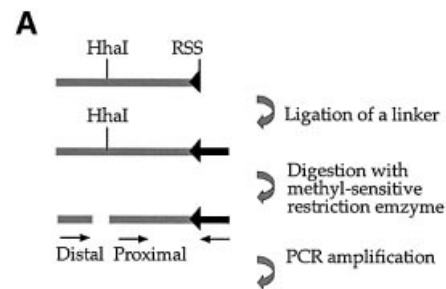 A
HhaI RSS
Ligation of a linker
HhaI
Digestion with
methyl-sensitive
restriction emzyme
Distal Proximal
PCR amplification